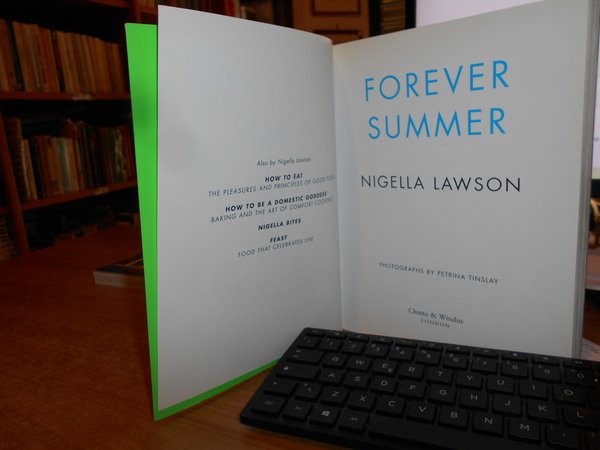 Also by Nigella Lawson
HOW TO EAT
THE PLEASURES AND PRINCIPLES OF GOOD FOOD
HOW TO BE A DOMESTIC GODDESS
BAKING AND THE ART OF COMFORT COOKING
NIGELLA BITES
FEAST
FOOD THAT CELEBRATES LIFE
FOREVER
SUMMER
NIGELLA LAWSON
PHOTOGRAPHS BY PETRINA TINSLAY
Chatto & Windus
LONDON
Q W E R T Y U I O
A S D F G H J K L
Z X C V B N M